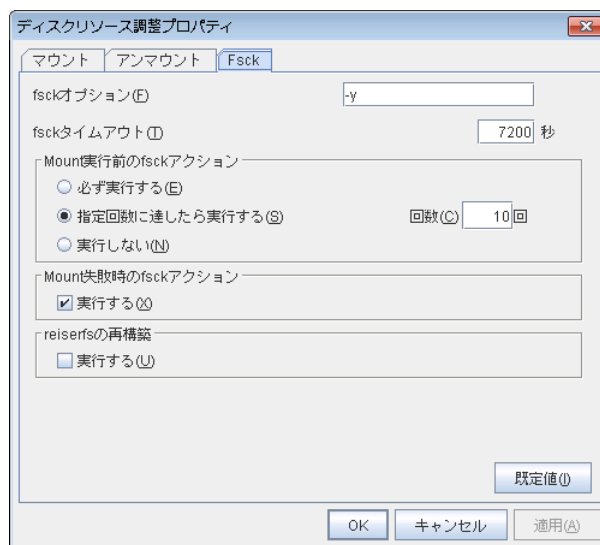 ディスクリソース調整プロパティ
マウント アンマウント Fsck
fsckオプション(F) -y
fsckタイムアウト(T) 7200 秒
Mount実行前のfsckアクション
必ず実行する(E)
指定回数に達したら実行する(S) 回数(C) 10 回
実行しない(N)
Mount失敗時のfsckアクション
実行する(X)
reiserfsの再構築
実行する(U)
既定値(I)
OK キャンセル 適用(A)